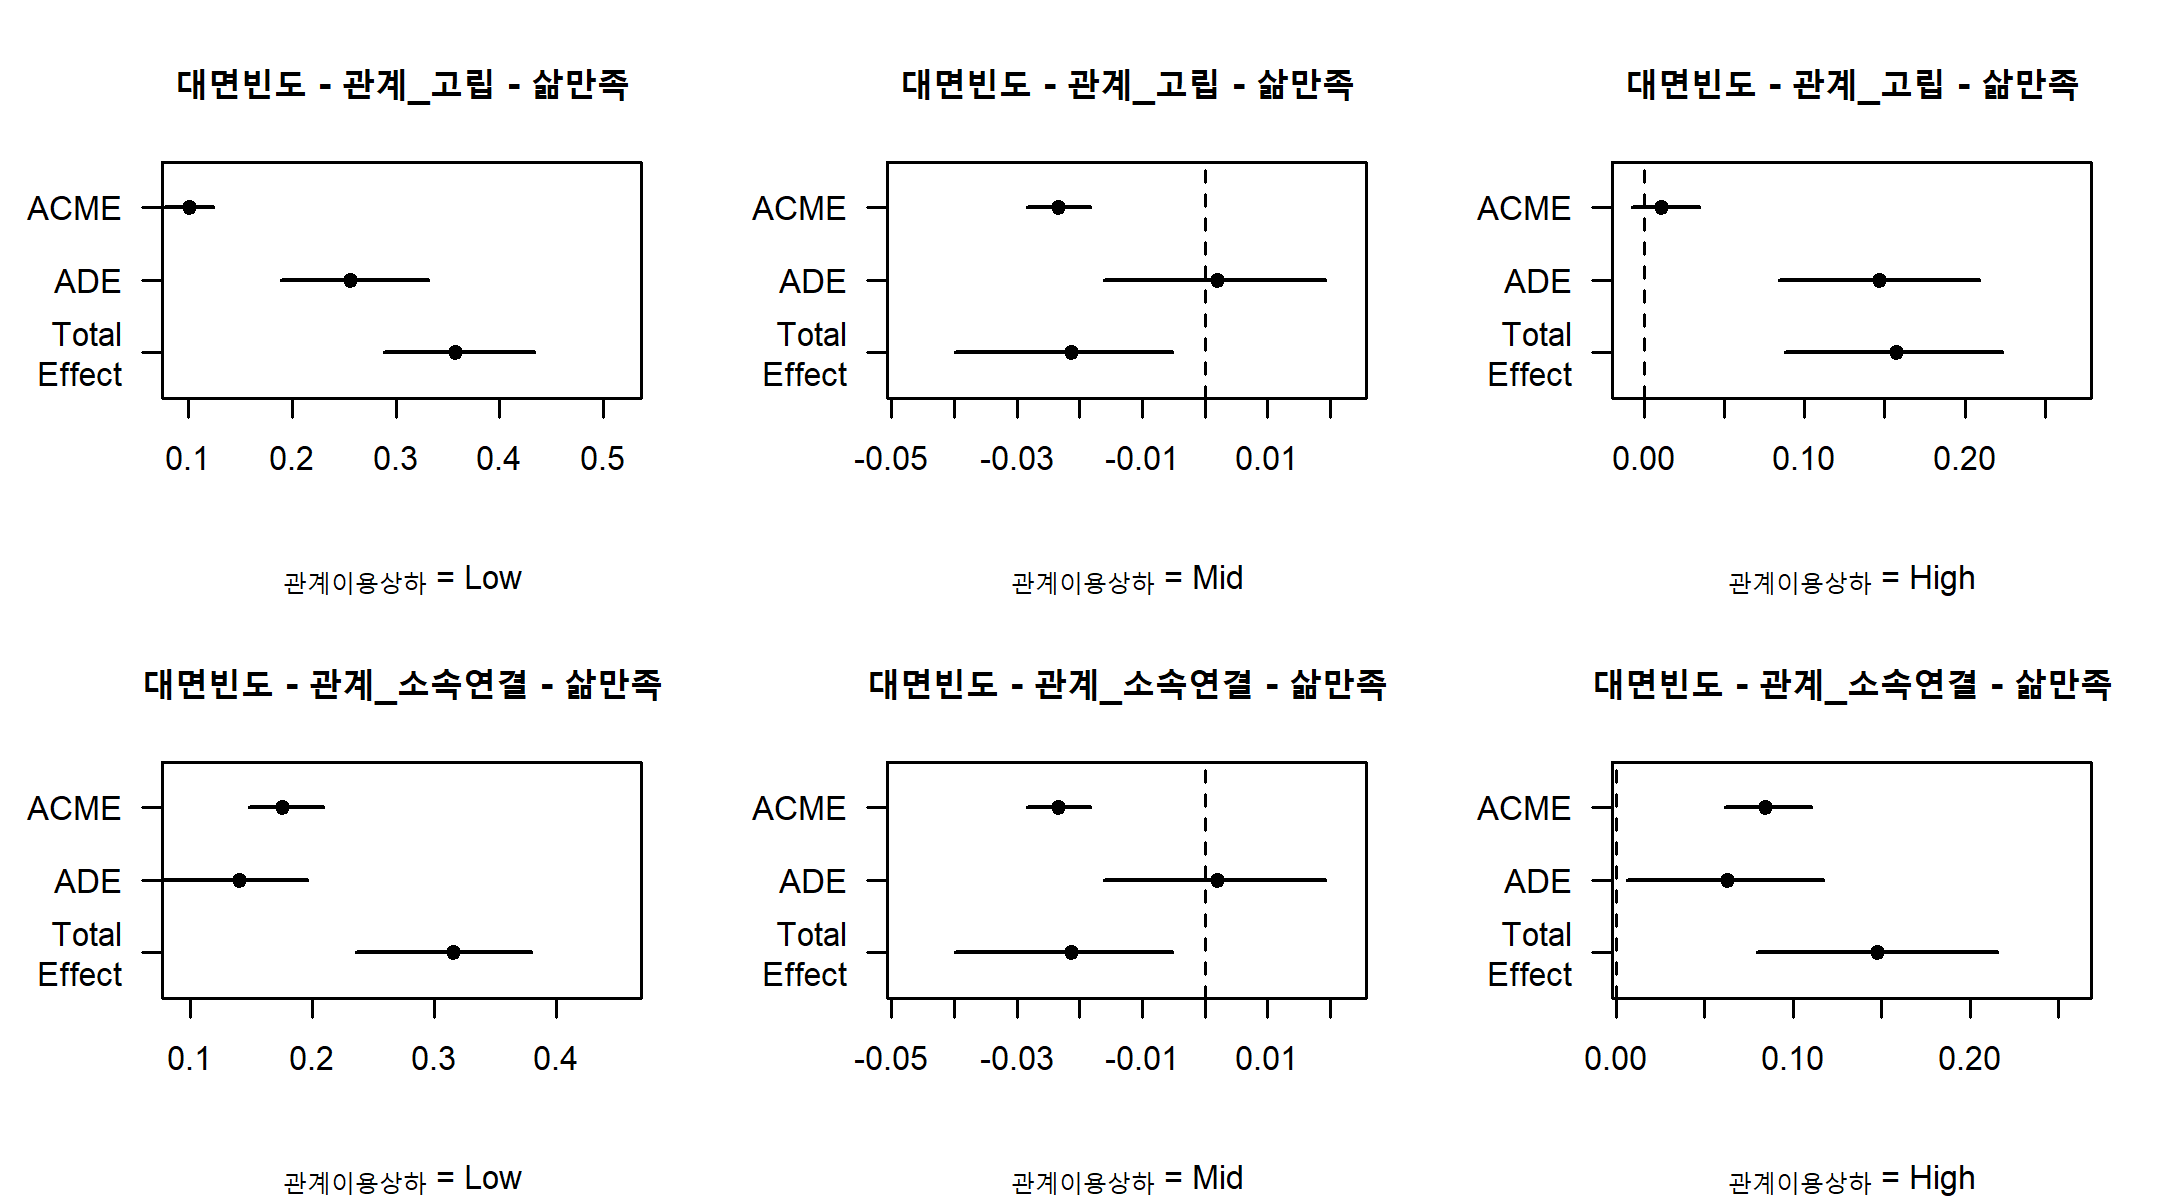 대면빈도 - 관계_고립 - 삶만족
ACME
ADE
Total
Effect
0.1 0.2 0.3 0.4 0.5
관계이용상하 = Low
대면빈도 - 관계_고립 - 삶만족
ACME
ADE
Total
Effect
-0.05 -0.03 -0.01 0.01
관계이용상하 = Mid
대면빈도 - 관계_고립 - 삶만족
ACME
ADE
Total
Effect
0.00 0.10 0.20
관계이용상하 = High
대면빈도 - 관계_소속연결 - 삶만족
ACME
ADE
Total
Effect
0.1 0.2 0.3 0.4
관계이용상하 = Low
대면빈도 - 관계_소속연결 - 삶만족
ACME
ADE
Total
Effect
-0.05 -0.03 -0.01 0.01
관계이용상하 = Mid
대면빈도 - 관계_소속연결 - 삶만족
ACME
ADE
Total
Effect
0.00 0.10 0.20
관계이용상하 = High